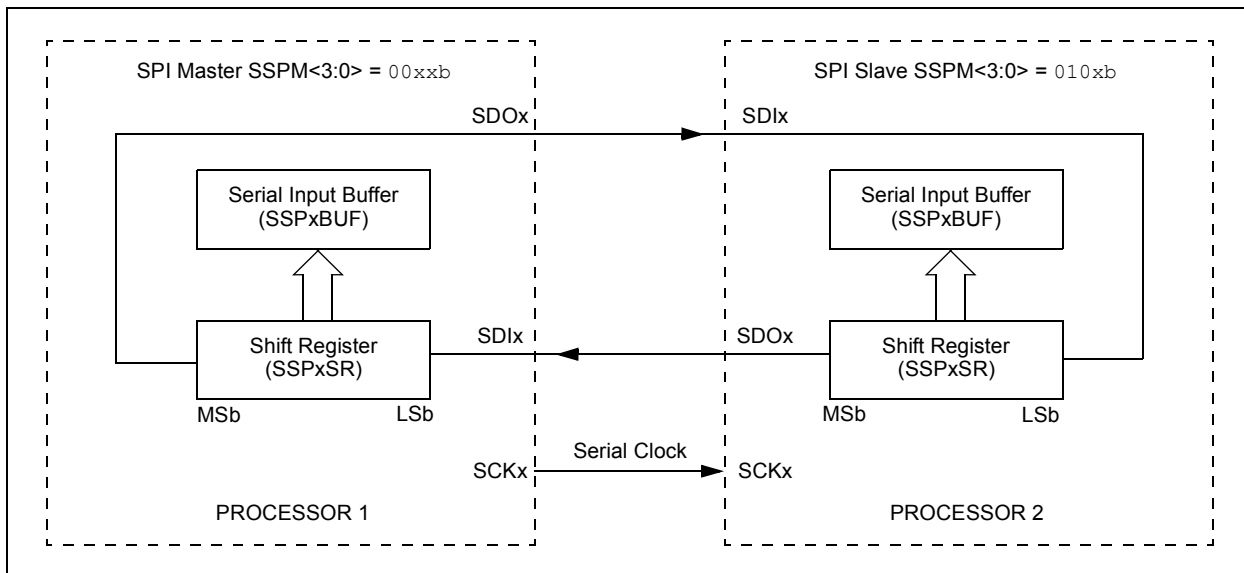 SPI Master SSPM<3:0> = 00xxb
SPI Slave SSPM<3:0> = 010xb
SDOx
SDIx
Serial Input Buffer
(SSPxBUF)
Serial Input Buffer
(SSPxBUF)
Shift Register
(SSPxSR)
SDIx
SDOx
Shift Register
(SSPxSR)
MSb
LSb
MSb
LSb
Serial Clock
SCKx
SCKx
PROCESSOR 1
PROCESSOR 2